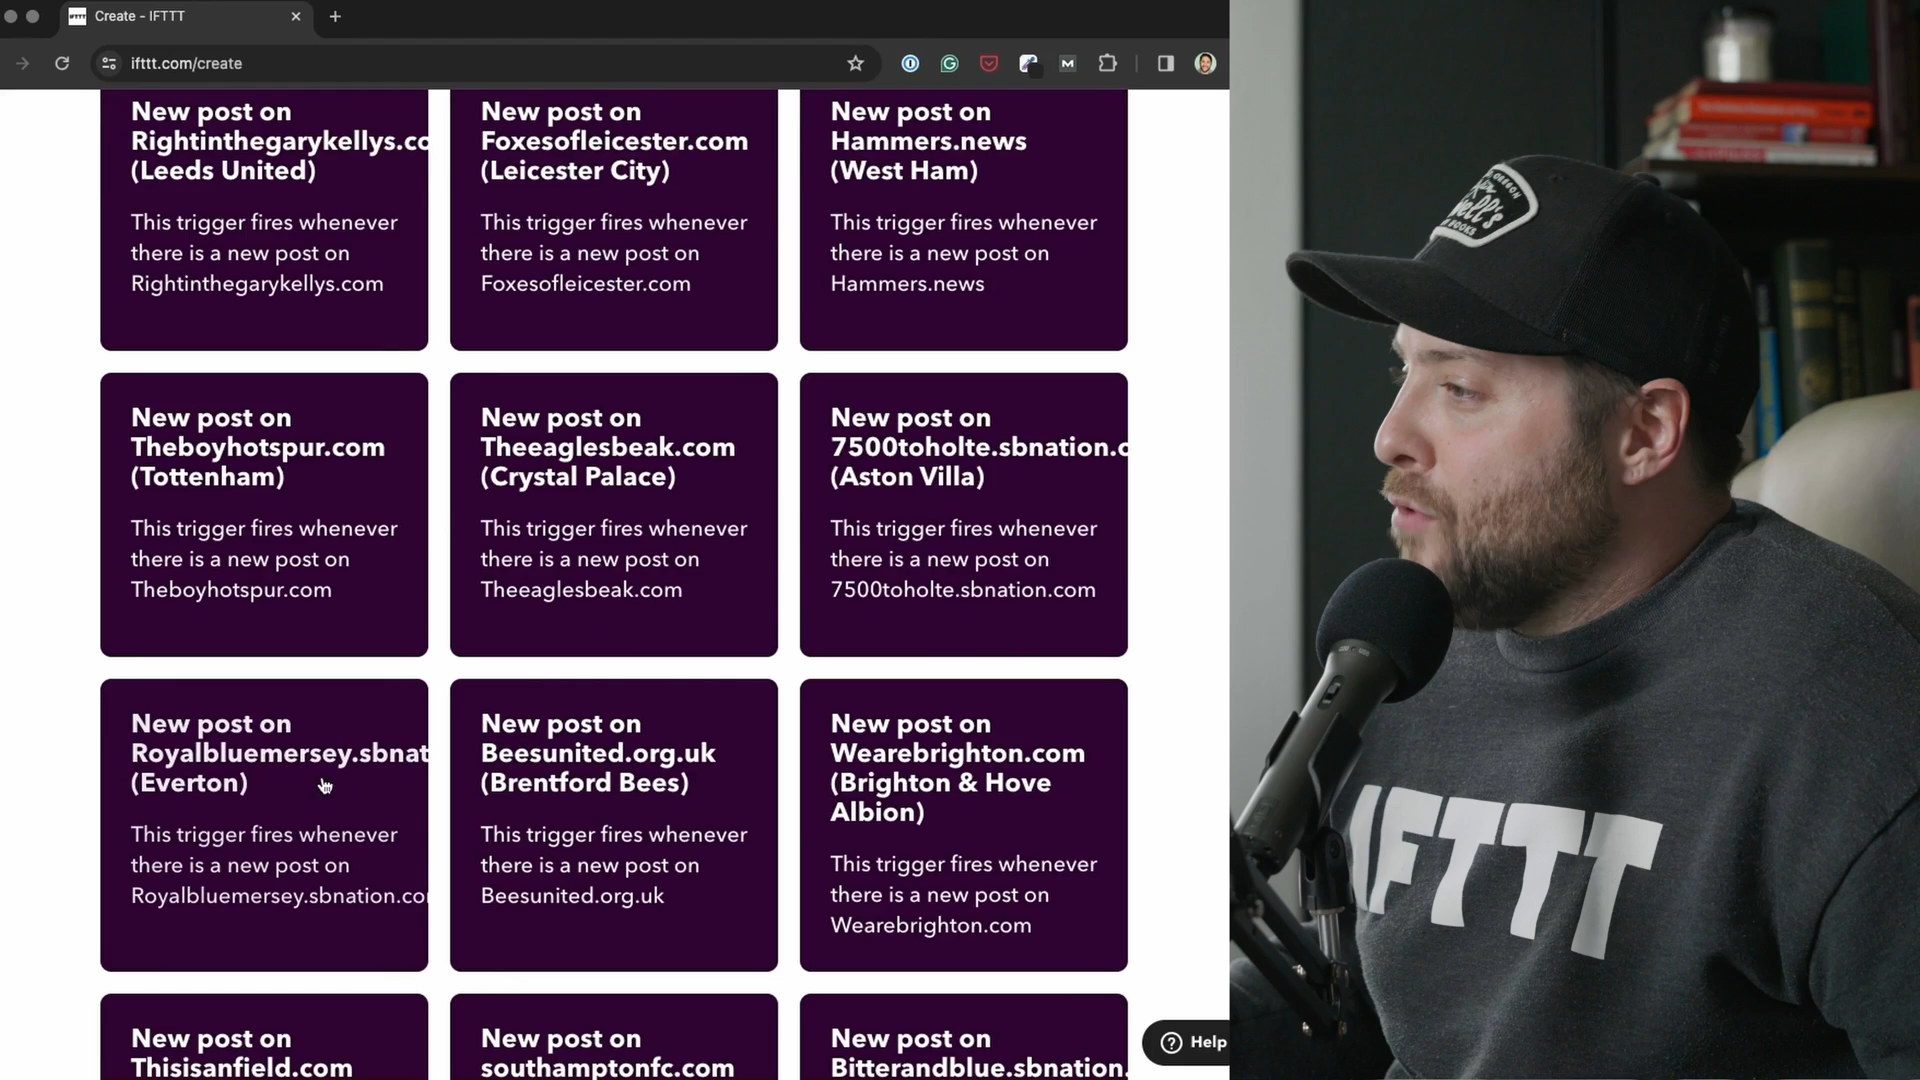 Create - IFTTT
ifttt.com/create
New post on
Rightinthegarykellys.co
(Leeds United)
This trigger fires whenever
there is a new post on
Rightinthegarykellys.com
New post on
Foxesofleicester.com
(Leicester City)
This trigger fires whenever
there is a new post on
Foxesofleicester.com
New post on
Hammers.news
(West Ham)
This trigger fires whenever
there is a new post on
Hammers.news
New post on
Theboyhotspur.com
(Tottenham)
This trigger fires whenever
there is a new post on
Theboyhotspur.com
New post on
Theeaglesbeak.com
(Crystal Palace)
This trigger fires whenever
there is a new post on
Theeaglesbeak.com
New post on
7500toholte.sbnation.c
(Aston Villa)
This trigger fires whenever
there is a new post on
7500toholte.sbnation.com
New post on
Royalbluemersey.sbnat
(Everton)
This trigger fires whenever
there is a new post on
Royalbluemersey.sbnation.co
New post on
Beesunited.org.uk
(Brentford Bees)
This trigger fires whenever
there is a new post on
Beesunited.org.uk
New post on
Wearebrighton.com
(Brighton & Hove
Albion)
This trigger fires whenever
there is a new post on
Wearebrighton.com
New post on
Thisisanfield.com
New post on
southamptonfc.com
New post on
Bitterandblue.sbnation.
Help
IFTTT